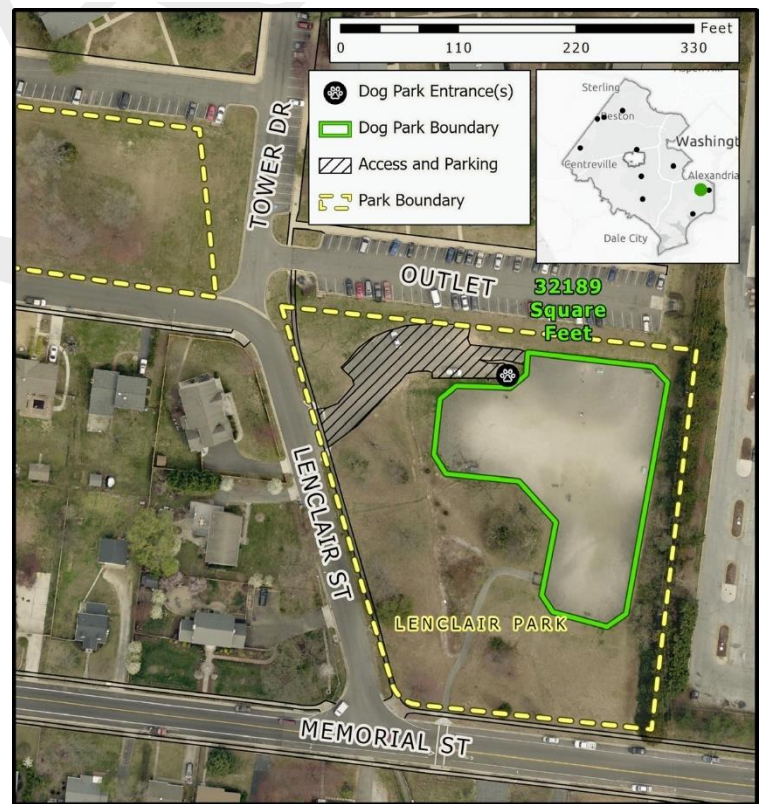 Feet
0 110 220 330
Dog Park Entrance(s)
Dog Park Boundary
Access and Parking
Park Boundary
Sterling
Reston
Washingt
Centreville
Alexandria
Dale City
TOWER DR
OUTLET
32189
Square
Feet
LENCLAIR ST
LENCLAIR PARK
MEMORIAL ST